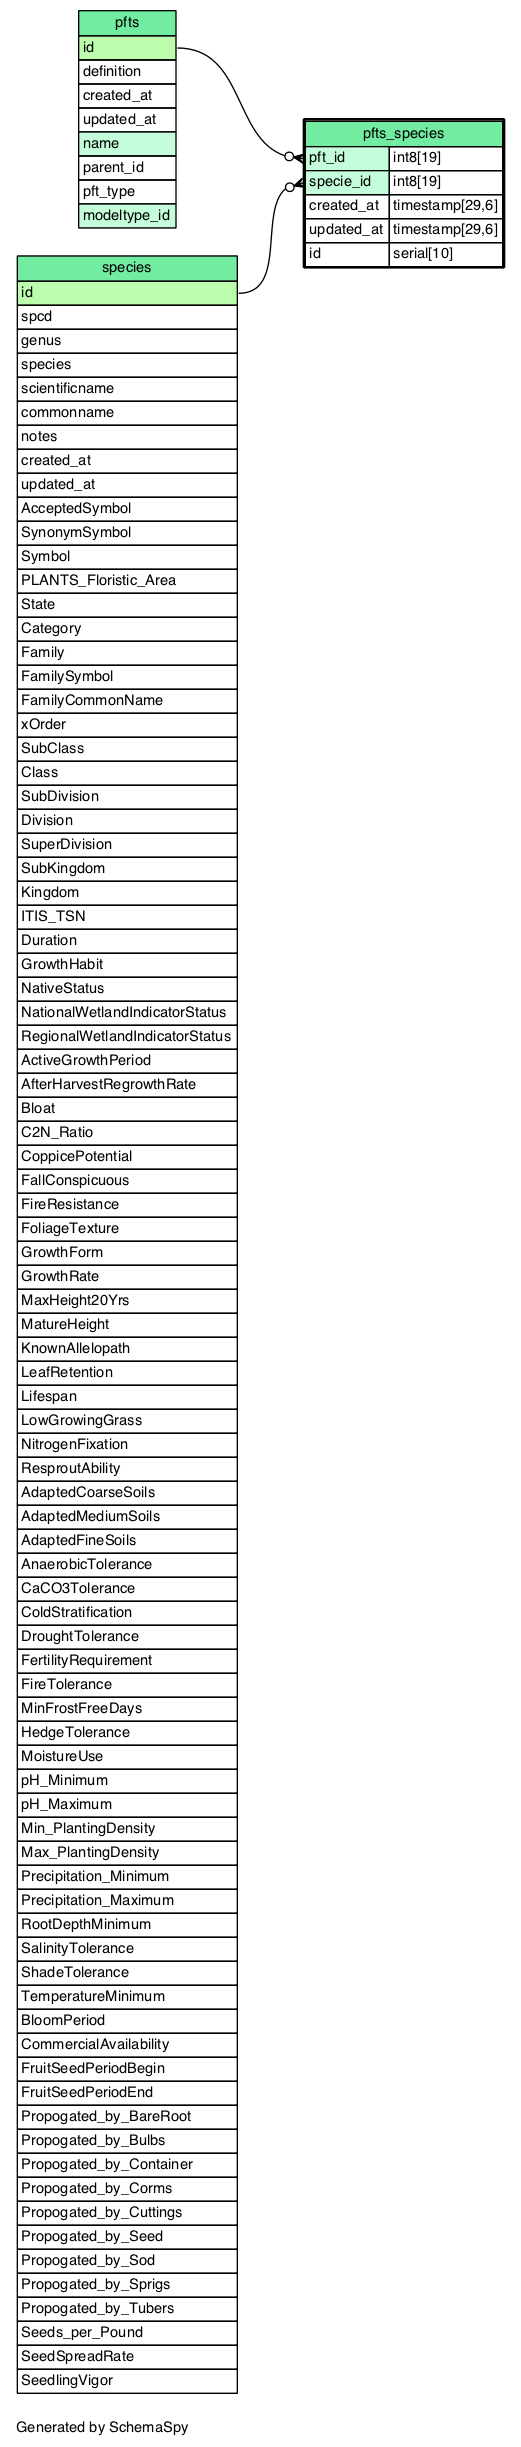 pfts
id
definition
created_at
updated_at
name
parent_id
pft_type
modeltype_id
pfts_species
pft_id int8[19]
specie_id int8[19]
created_at timestamp[29,6]
updated_at timestamp[29,6]
id serial[10]
species
id
spcd
genus
species
scientificname
commonname
notes
created_at
updated_at
AcceptedSymbol
SynonymSymbol
Symbol
PLANTS_Floristic_Area
State
Category
Family
FamilySymbol
FamilyCommonName
xOrder
SubClass
Class
SubDivision
Division
SuperDivision
SubKingdom
Kingdom
ITIS_TSN
Duration
GrowthHabit
NativeStatus
NationalWetlandIndicatorStatus
RegionalWetlandIndicatorStatus
ActiveGrowthPeriod
AfterHarvestRegrowthRate
Bloat
C2N_Ratio
CoppicePotential
FallConspicuous
FireResistance
FoliageTexture
GrowthForm
GrowthRate
MaxHeight20Yrs
MatureHeight
KnownAllelopath
LeafRetention
Lifespan
LowGrowingGrass
NitrogenFixation
ResproutAbility
AdaptedCoarseSoils
AdaptedMediumSoils
AdaptedFineSoils
AnaerobicTolerance
CaCO3Tolerance
ColdStratification
DroughtTolerance
FertilityRequirement
FireTolerance
MinFrostFreeDays
HedgeTolerance
MoistureUse
pH_Minimum
pH_Maximum
Min_PlantingDensity
Max_PlantingDensity
Precipitation_Minimum
Precipitation_Maximum
RootDepthMinimum
SalinityTolerance
ShadeTolerance
TemperatureMinimum
BloomPeriod
CommercialAvailability
FruitSeedPeriodBegin
FruitSeedPeriodEnd
Propogated_by_BareRoot
Propogated_by_Bulbs
Propogated_by_Container
Propogated_by_Corms
Propogated_by_Cuttings
Propogated_by_Seed
Propogated_by_Sod
Propogated_by_Sprigs
Propogated_by_Tubers
Seeds_per_Pound
SeedSpreadRate
SeedlingVigor
Generated by SchemaSpy